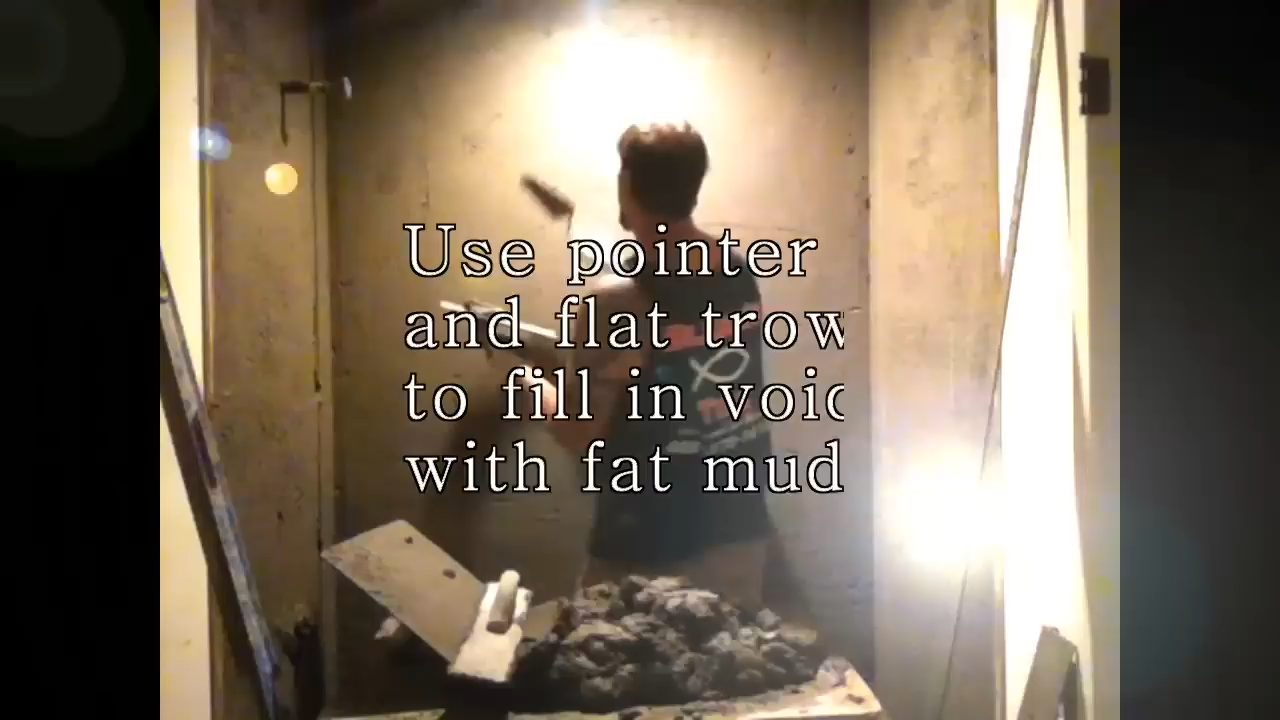 Use pointer
and flat trow
to fill in voic
with fat mud